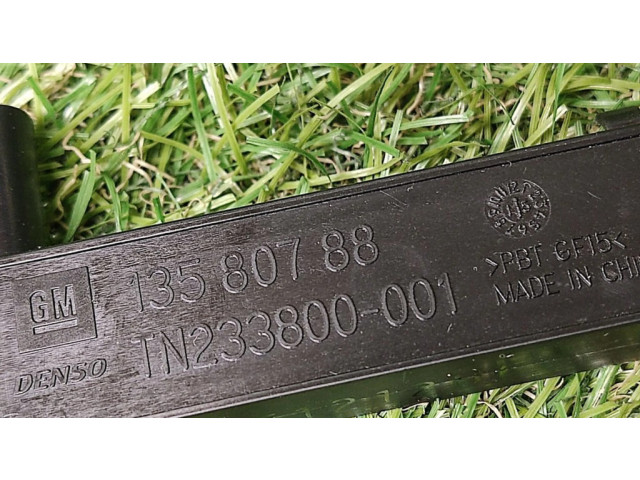 GM
135 807 88
DENSO
TN233800-001
>PBT GF15<
MADE IN CHI